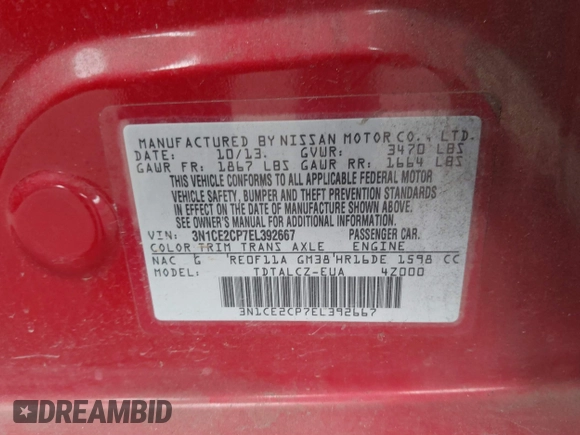 MANUFACTURED BY NISSAN MOTOR CO., LTD.
DATE: 10/13. GVWR: 3470 LBS
GAWR FR: 1867 LBS GAWR RR: 1664 LBS
THIS VEHICLE CONFORMS TO ALL APPLICABLE FEDERAL MOTOR
VEHICLE SAFETY, BUMPER AND THEFT PREVENTION STANDARDS
IN EFFECT ON THE DATE OF MANUFACTURE SHOWN ABOVE.
SEE OWNER'S MANUAL FOR ADDITIONAL INFORMATION.
VIN: 3N1CE2CP7EL392667 PASSENGER CAR.
COLOR TRIM TRANS AXLE ENGINE
NAC G RE0F11A GM38 HR16DE 1598 CC
MODEL: TDTALCZ-EUA 4Z000
3N1CE2CP7EL392667
DREAMBID